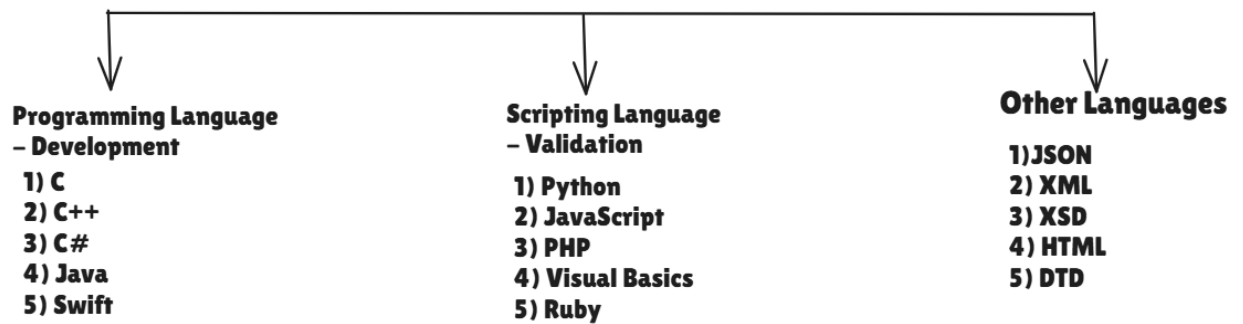 Programming Language
– Development
1) C
2) C++
3) C#
4) Java
5) Swift
Scripting Language
– Validation
1) Python
2) JavaScript
3) PHP
4) Visual Basics
5) Ruby
Other Languages
1)JSON
2) XML
3) XSD
4) HTML
5) DTD